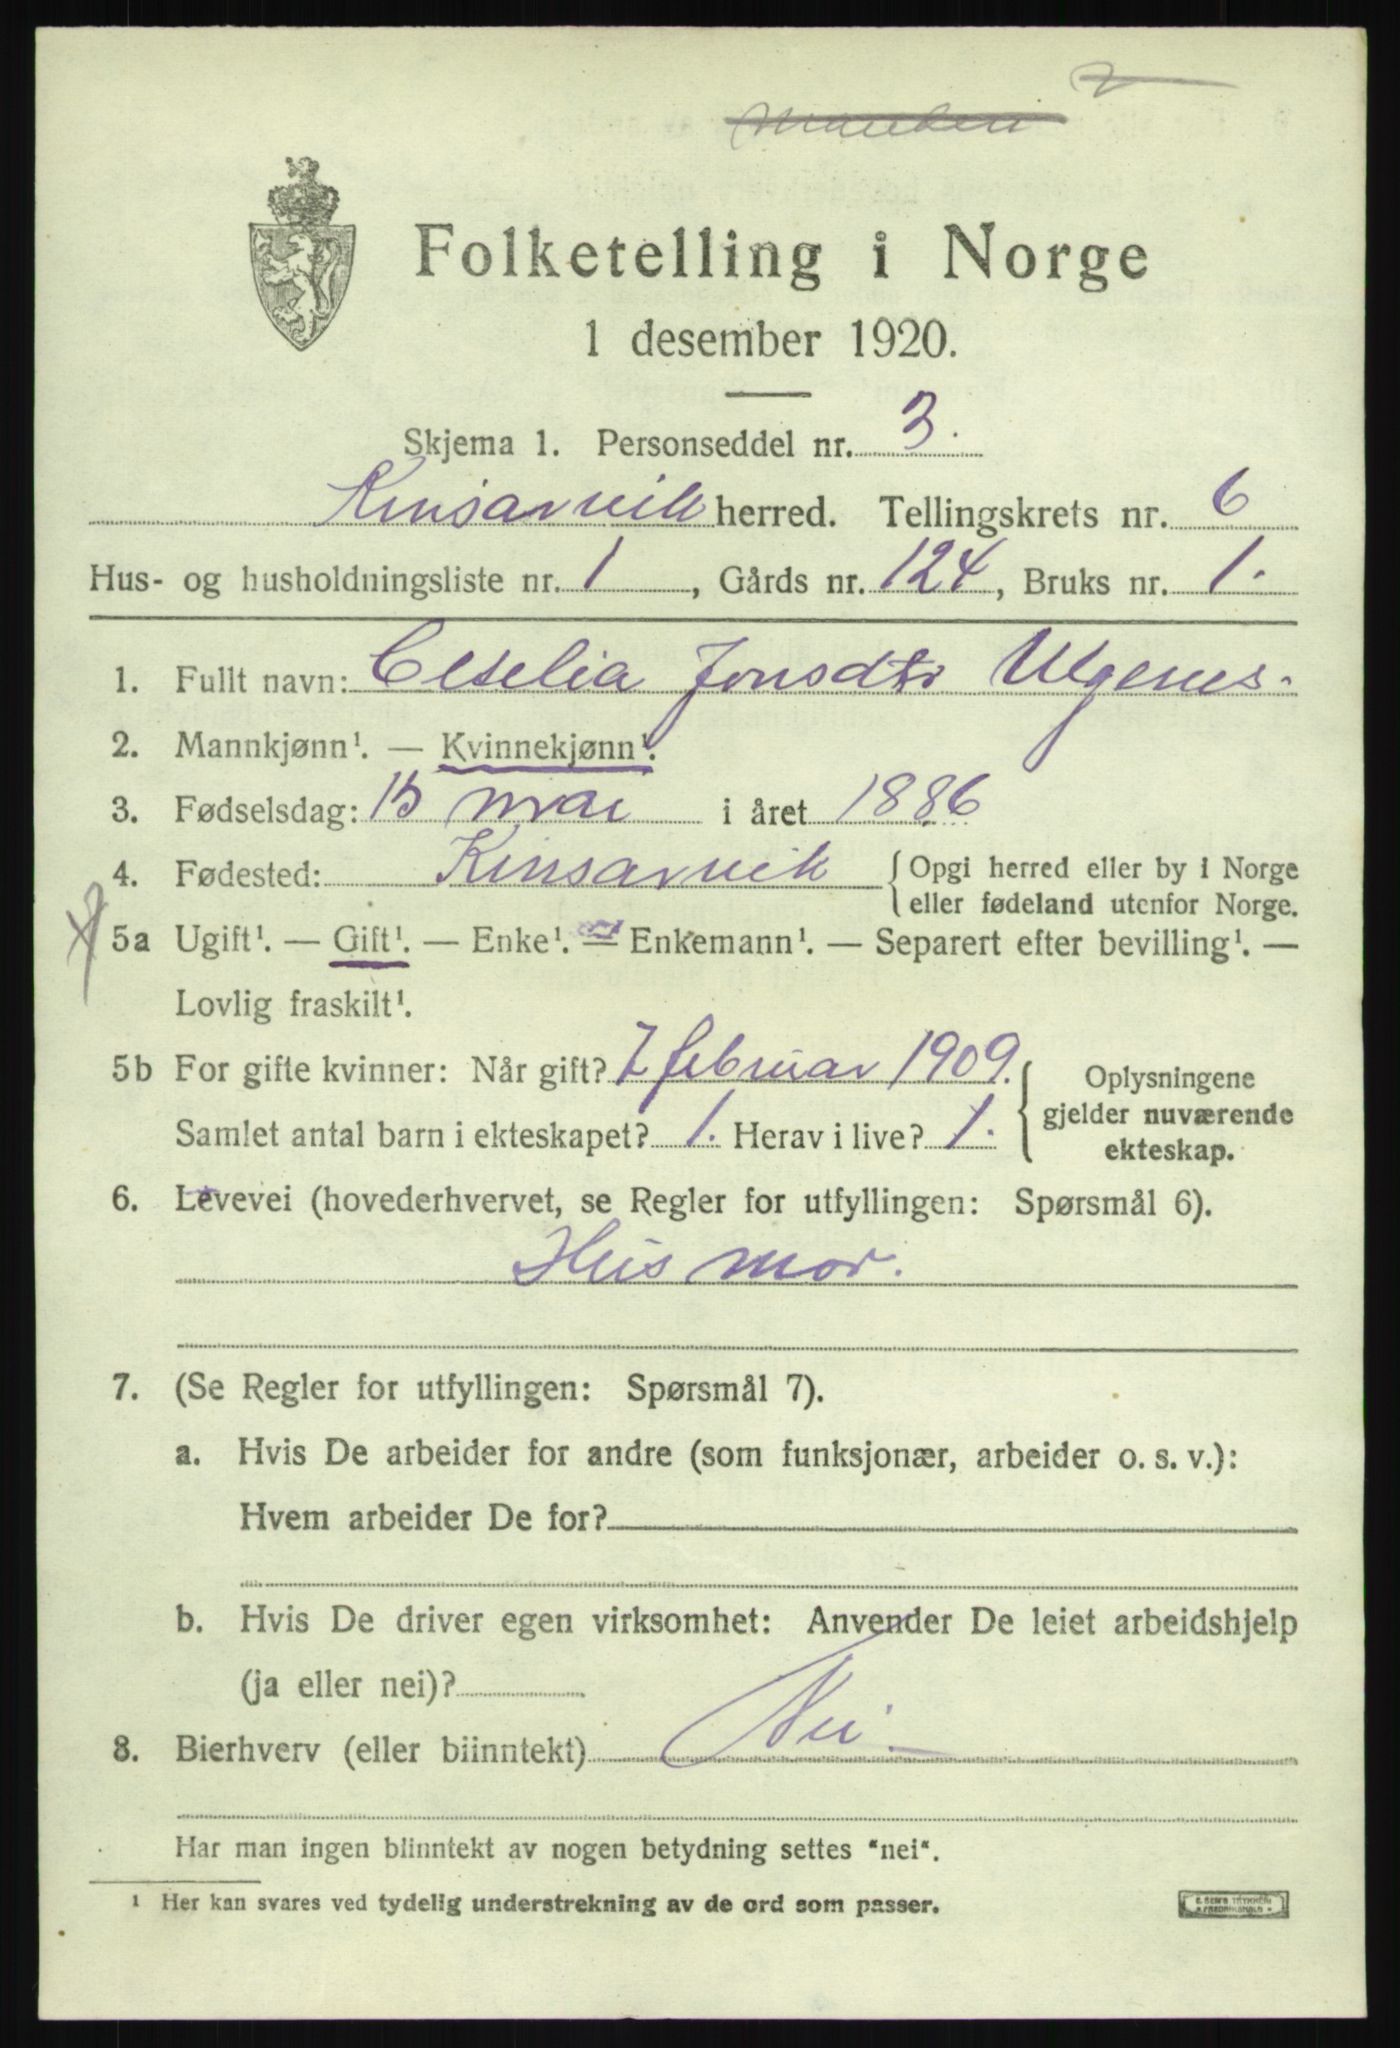 Folketelling i Norge
1 desember 1920.
Skjema 1. Personseddel nr. 3.
Kinsarvik herred. Tellingskrets nr. 6
Hus- og husholdningsliste nr. 1, Gårds nr. 124, Bruks nr. 1.
1. Fullt navn: Jonsdtr Ulgenes.
2. Mannkjønn¹. — Kvinnekjønn¹.
3. Fødselsdag: 15 mai i året 1886
4. Fødested: Kinsarvik { Opgi herred eller by i Norge
eller fødeland utenfor Norge.
5a Ugift¹. — Gift¹. — Enke¹. — Enkemann¹. — Separert efter bevilling¹. —
Lovlig fraskilt¹.
5b For gifte kvinner: Når gift? 7 februar 1909. { Oplysningene
gjelder nuværende
ekteskap.
Samlet antal barn i ekteskapet? 1. Herav i live? 1.
6. Levevei (hovederhvervet, se Regler for utfyllingen: Spørsmål 6).
Husmor.
7. (Se Regler for utfyllingen: Spørsmål 7).
a. Hvis De arbeider for andre (som funksjonær, arbeider o. s. v.):
Hvem arbeider De for?
b. Hvis De driver egen virksomhet: Anvender De leiet arbeidshjelp
(ja eller nei)?
8. Bierhverv (eller biinntekt) Nei.
Har man ingen biinntekt av nogen betydning settes "nei".
¹ Her kan svares ved tydelig understrekning av de ord som passer.